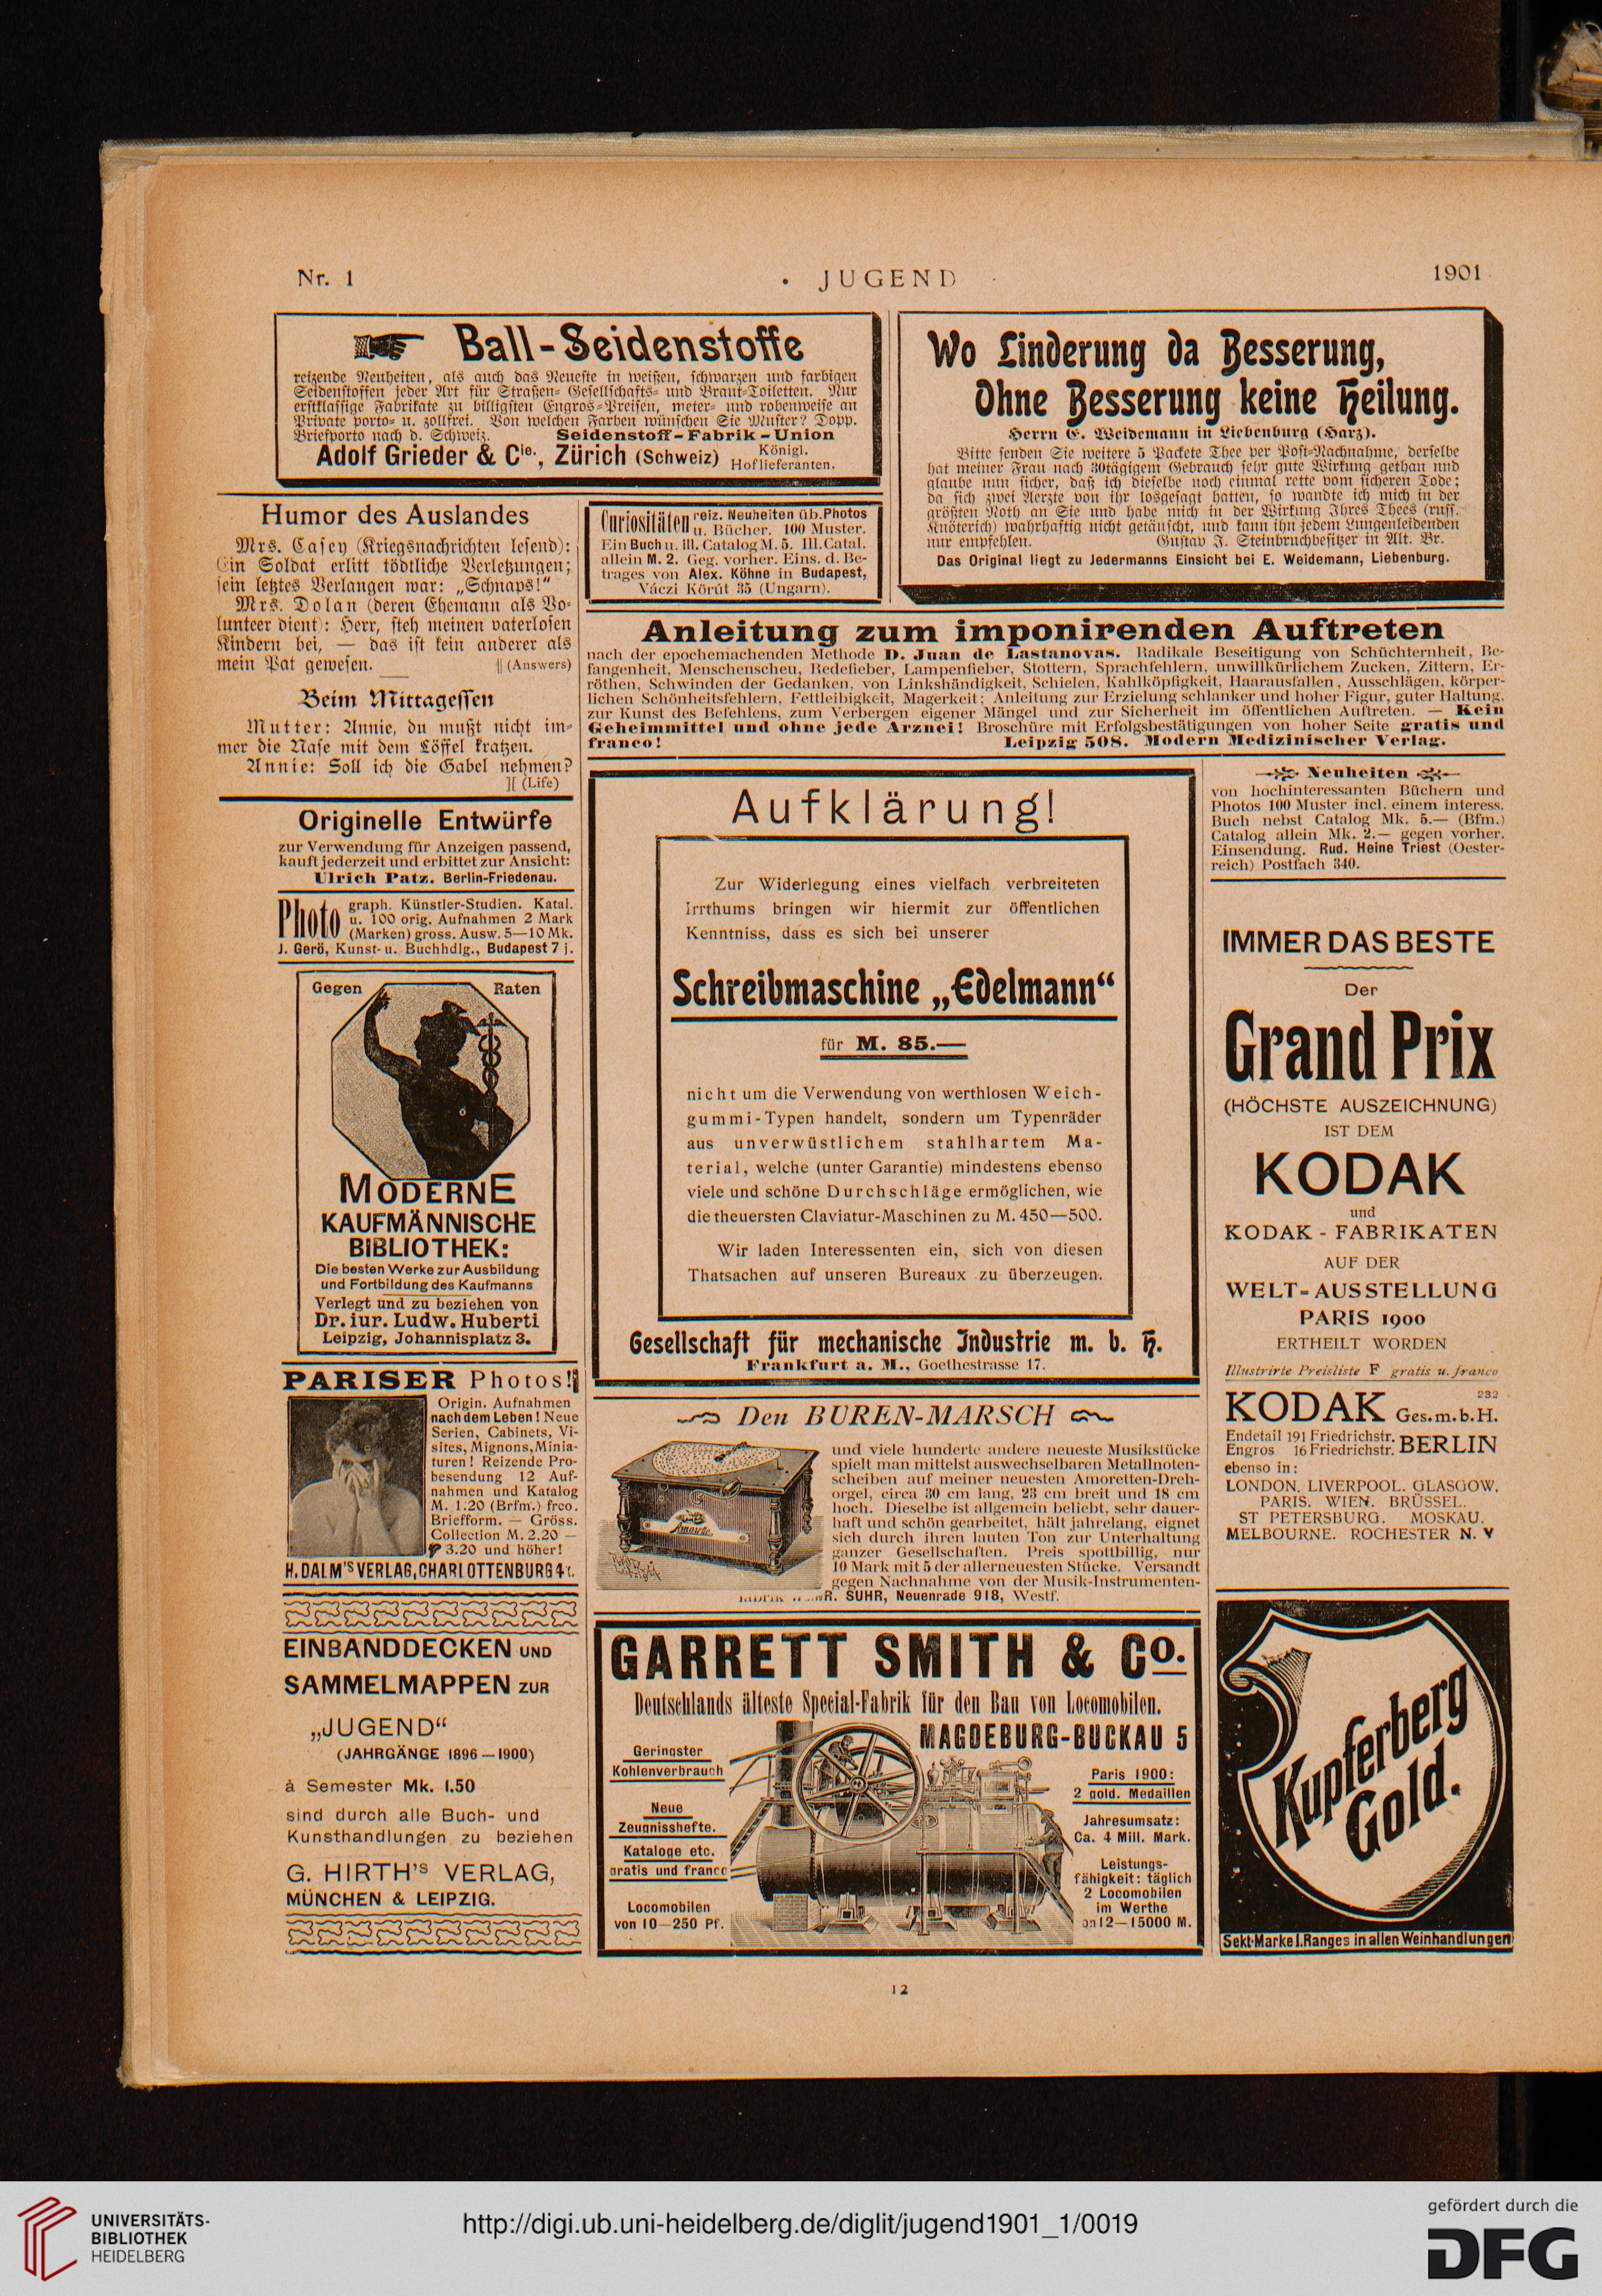 Nr. 1
• JUGEND
1901
Ball-Seidenstoffe
reizende Neuheiten, als auch das Neueste in weißen, schwarzen und farbigen
Seidenstoffen jeder Art für Straßen- Gesellschafts- und Braut-Toiletten. Nur
erstklassige Fabrikate zu billigsten Engros-Preisen, meter- und robenweise an
Private porto- u. zollfrei. Von welchen Farben wünschen Sie Muster? Dopp.
Briefporto nach d. Schweiz.
Seidenstoff-Fabrik-Union
Adolf Grieder & Cie., Zürich (Schweiz) Königl.
Hoflieferanten.
Wo Linderung da Besserung,
Ohne Besserung keine Heilung.
Herrn E. Weidemann in Liebenburg (Harz).
Bitte senden Sie weitere 5 Packete Thee per Post-Nachnahme, derselbe
hat meiner Frau nach 30tägigem Gebrauch sehr gute Wirkung gethan und
glaube nun sicher, daß ich dieselbe noch einmal rette vom sicheren Tode;
da sich zwei Aerzte von ihr losgesagt hatten, so wandte ich mich in der
größten Noth an Sie und habe mich in der Wirkung Ihres Thees (russ.
Knöterich) wahrhaftig nicht getäuscht, und kann ihn jedem Lungenleidenden
nur empfehlen.
Gustav J. Steinbruchbesitzer in Alt. Br.
Das Original liegt zu Jedermanns Einsicht bei E. Weidemann, Liebenburg.
Humor des Auslandes
Mrs. Casey (Kriegsnachrichten lesend):
Ein Soldat erlitt tödtliche Verletzungen;
sein letztes Verlangen war: „Schnaps!“
Mrs. Dolan (deren Ehemann als Vo-
lunteer dient): Herr, steh meinen vaterlosen
Kindern bei, — das ist kein anderer als
mein Pat gewesen.
(Answers)
Beim Mittagessen
Mutter: Annie, du mußt nicht im-
mer die Nase mit dem Löffel kratzen.
Annie: Soll ich die Gabel nehmen?
(Life)
Curiositäten reiz. Neuheiten üb. Photos
u. Bücher. 100 Muster.
Ein Buch u. ill. Catalog M. 5. Ill. Catal.
allein M. 2. Geg. vorher. Eins. d. Be-
trages von Alex. Köhne in Budapest,
Váczi Körút 35 (Ungarn).
Anleitung zum imponirenden Auftreten
nach der epochemachenden Methode D. Juan de Lastanovas. Radikale Beseitigung von Schüchternheit, Be-
fangenheit, Menschenscheu, Redefieber, Lampenfieber, Stottern, Sprachfehlern, unwillkürlichem Zucken, Zittern, Er-
röthen, Schwinden der Gedanken, von Linkshändigkeit, Schielen, Kahlköpfigkeit, Haarausfallen, Ausschlägen, körper-
lichen Schönheitsfehlern, Fettleibigkeit, Magerkeit; Anleitung zur Erzielung schlanker und hoher Figur, guter Haltung,
zur Kunst des Befehlens, zum Verbergen eigener Mängel und zur Sicherheit im öffentlichen Auftreten. — Kein
Geheimmittel und ohne jede Arznei! Broschüre mit Erfolgsbestätigungen von hoher Seite gratis und
franco!
Leipzig 508. Modern Medizinischer Verlag.
Originelle Entwürfe
zur Verwendung für Anzeigen passend,
kauft jederzeit und erbittet zur Ansicht:
Ulrich Patz. Berlin-Friedenau.
Photo graph. Künstler-Studien. Katal.
u. 100 orig. Aufnahmen 2 Mark
(Marken) gross. Ausw. 5—10 Mk.
J. Gerö, Kunst- u. Buchhdlg., Budapest 7 j.
Gegen Raten
MODERNE
KAUFMÄNNISCHE
BIBLIOTHEK:
Die besten Werke zur Ausbildung
und Fortbildung des Kaufmanns
Verlegt und zu beziehen von
Dr. iur. Ludw. Huberti
Leipzig, Johannisplatz 3.
PARISER Photos!
Origin. Aufnahmen
nach dem Leben! Neue
Serien, Cabinets, Vi-
sites, Mignons, Minia-
turen! Reizende Pro-
besendung 12 Auf-
nahmen und Katalog
M. 1.20 (Brfm.) frco.
Briefform. — Gröss.
Collection M. 2.20 —
3.20 und höher!
H. DALM'S VERLAG, CHARLOTTENBURG 4
EINBANDDECKEN UND
SAMMELMAPPEN ZUR
„JUGEND“
(JAHRGÄNGE 1896 — 1900)
à Semester Mk. 1.50
sind durch alle Buch- und
Kunsthandlungen zu beziehen
G. HIRTH's VERLAG,
MÜNCHEN & LEIPZIG.
Aufklärung!
Zur Widerlegung eines vielfach verbreiteten
Irrthums bringen wir hiermit zur öffentlichen
Kenntniss, dass es sich bei unserer
Schreibmaschine „Edelmann“
für M. 85.—
nicht um die Verwendung von werthlosen Weich-
gummi-Typen handelt, sondern um Typenräder
aus unverwüstlichem stahlhartem Ma-
terial, welche (unter Garantie) mindestens ebenso
viele und schöne Durchschläge ermöglichen, wie
die theuersten Claviatur-Maschinen zu M. 450—500.
Wir laden Interessenten ein, sich von diesen
Thatsachen auf unseren Bureaux zu überzeugen.
Gesellschaft für mechanische Industrie m. b. H.
Frankfurt a. M., Goethestrasse 17.
Den BUREN-MARSCH
und viele hunderte andere neueste Musikstücke
spielt man mittelst auswechselbaren Metallnoten-
scheiben auf meiner neuesten Amoretten-Dreh-
orgel, circa 30 cm lang, 23 cm breit und 18 cm
hoch. Dieselbe ist allgemein beliebt, sehr dauer-
haft und schön gearbeitet, hält jahrelang, eignet
sich durch ihren lauten Ton zur Unterhaltung
ganzer Gesellschaften. Preis spottbillig, nur
10 Mark mit 5 der allerneuesten Stücke. Versandt
gegen Nachnahme von der Musik-Instrumenten-
R. SUHR, Neuenrade 918, Westf.
GARRETT SMITH & Co.
Deutschlands älteste Special-Fabrik für den Bau von Locomobilen.
MAGDEBURG-BUCKAU 5
Geringster
Kohlenverbrauch
Neue
Zeugnisshefte.
Kataloge etc.
gratis und franco
Locomobilen
von 10—250 Pf.
Paris 1900:
2 gold. Medaillen
Jahresumsatz:
Ca. 4 Mill. Mark.
Leistungs-
fähigkeit: täglich
2 Locomobilen
im Werthe
on 12—15000 M.
Neuheiten
von hochinteressanten Büchern und
Photos 100 Muster incl. einem interess.
Buch nebst Catalog Mk. 5.— (Bfm.)
Catalog allein Mk. 2.— gegen vorher.
Einsendung. Rud. Heine Triest (Oester-
reich) Postfach 340.
IMMER DAS BESTE
Der
Grand Prix
(HÖCHSTE AUSZEICHNUNG)
IST DEM
KODAK
und
KODAK - FABRIKATEN
AUF DER
WELT-AUSSTELLUNG
PARIS 1900
ERTHEILT WORDEN
Illustrirte Preisliste F gratis u. franco
232
KODAK Ges.m.b.H.
Endetail 191 Friedrichstr.
Engros 16 Friedrichstr. BERLIN
ebenso in:
LONDON. LIVERPOOL. GLASGOW.
PARIS. WIEN. BRÜSSEL.
ST PETERSBURG. MOSKAU.
MELBOURNE. ROCHESTER N. Y
Kupferberg
Gold.
Sekt-Marke I. Ranges in allen Weinhandlungen
12
UNIVERSITÄTS-
BIBLIOTHEK
HEIDELBERG
http://digi.ub.uni-heidelberg.de/diglit/jugend1901_1/0019
gefördert durch die
DFG